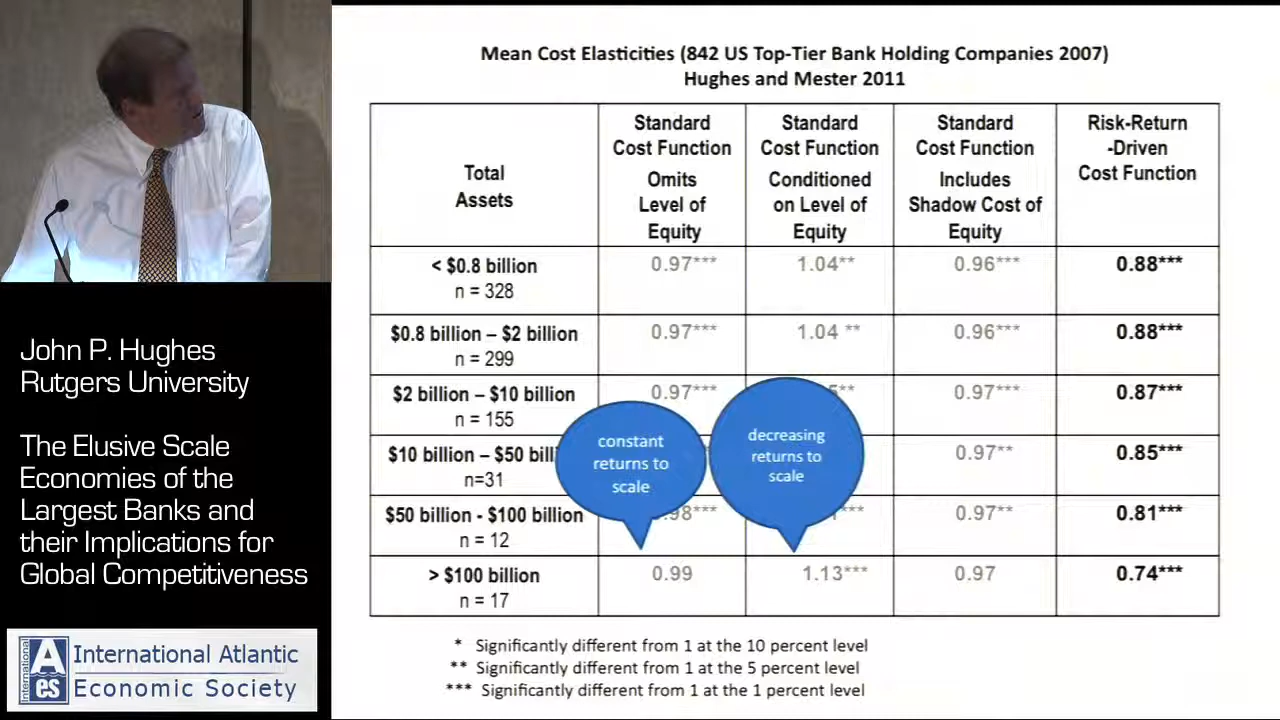 Mean Cost Elasticities (842 US Top-Tier Bank Holding Companies 2007)
Hughes and Mester 2011
Total
Assets
Standard
Cost Function
Omits
Level of
Equity
Standard
Cost Function
Conditioned
on Level of
Equity
Standard
Cost Function
Includes
Shadow Cost of
Equity
Risk-Return
-Driven
Cost Function
< $0.8 billion
n = 328
0.97***
1.04**
0.96***
0.88***
$0.8 billion – $2 billion
n = 299
0.97***
1.04 **
0.96***
0.88***
$2 billion – $10 billion
n = 155
0.97***
**
0.97***
0.87***
$10 billion – $50
n=31
0.97**
0.85***
$50 billion - $100 billion
n = 12
***
***
0.97**
0.81***
> $100 billion
n = 17
0.99
1.13***
0.97
0.74***
constant
returns to
scale
decreasing
returns to
scale
* Significantly different from 1 at the 10 percent level
** Significantly different from 1 at the 5 percent level
*** Significantly different from 1 at the 1 percent level
John P. Hughes
Rutgers University
The Elusive Scale
Economies of the
Largest Banks and
their Implications for
Global Competitiveness
International
A
es
International Atlantic
Economic Society